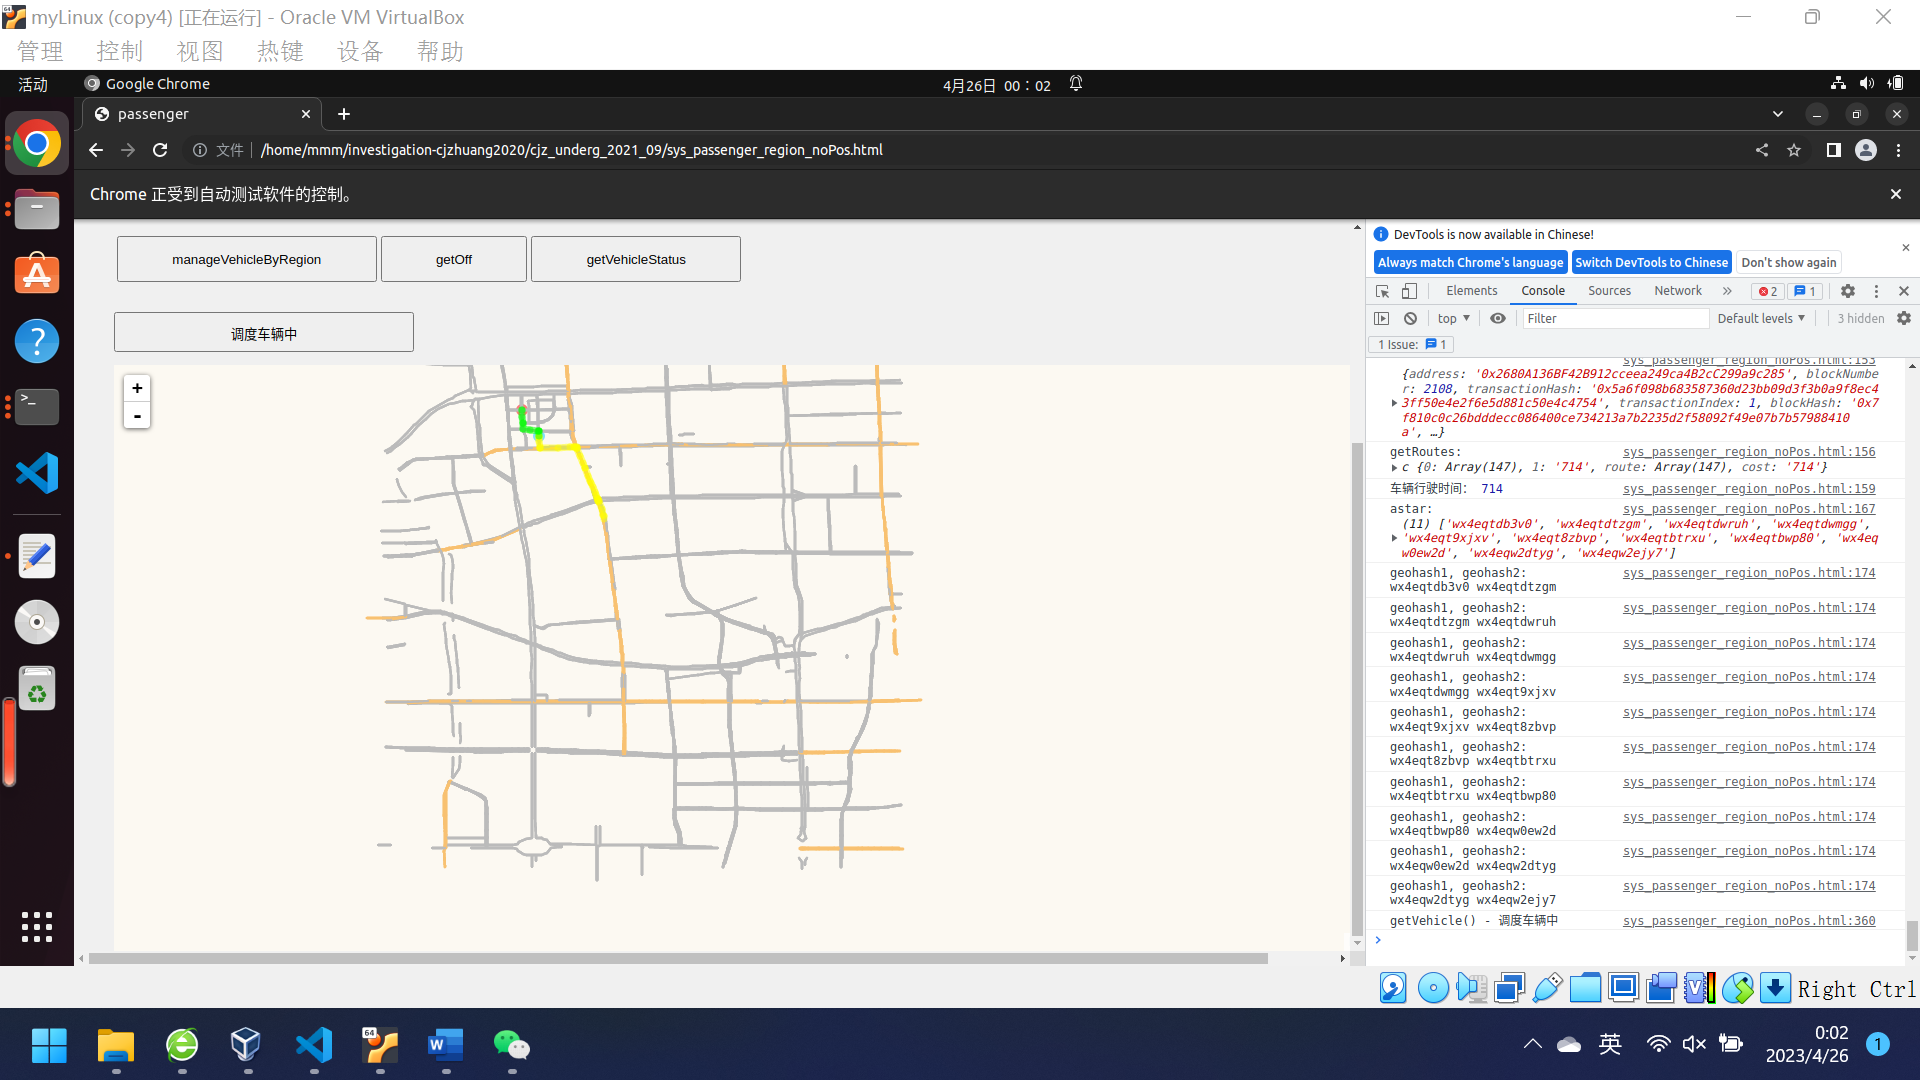 myLinux (copy4) [正在运行] - Oracle VM VirtualBox
管理 控制 视图 热键 设备 帮助
活动 Google Chrome 4月26日 00：02
passenger
文件 /home/mmm/investigation-cjzhuang2020/cjz_underg_2021_09/sys_passenger_region_noPos.html
Chrome 正受到自动测试软件的控制。
manageVehicleByRegion getOff getVehicleStatus
调度车辆中
+
-
DevTools is now available in Chinese!
Always match Chrome's language Switch DevTools to Chinese Don't show again
Elements Console Sources Network » 2 1
top Filter Default levels 3 hidden
1 Issue: 1
sys_passenger_region_noPos.html:153
{address: '0x2680A136BF42B912cceea249ca4B2cC299a9c285', blockNumbe
r: 2108, transactionHash: '0x5a6f098b683587360d23bb09d3f3b0a9f8ec4
3ff50e4e2f6e5d881c50e4c4754', transactionIndex: 1, blockHash: '0x7
f810c0c26bdddecc086400ce734213a7b2235d2f58092f49e07b7b57988410
a', …}
getRoutes: sys_passenger_region_noPos.html:156
c {0: Array(147), 1: '714', route: Array(147), cost: '714'}
车辆行驶时间： 714 sys_passenger_region_noPos.html:159
astar: sys_passenger_region_noPos.html:167
(11) ['wx4eqtdb3v0', 'wx4eqtdtzgm', 'wx4eqtdwruh', 'wx4eqtdwmgg',
'wx4eqt9xjxv', 'wx4eqt8zbvp', 'wx4eqtbtrxu', 'wx4eqtbwp80', 'wx4eq
w0ew2d', 'wx4eqw2dtyg', 'wx4eqw2ejy7']
geohash1, geohash2: sys_passenger_region_noPos.html:174
wx4eqtdb3v0 wx4eqtdtzgm
geohash1, geohash2: sys_passenger_region_noPos.html:174
wx4eqtdtzgm wx4eqtdwruh
geohash1, geohash2: sys_passenger_region_noPos.html:174
wx4eqtdwruh wx4eqtdwmgg
geohash1, geohash2: sys_passenger_region_noPos.html:174
wx4eqtdwmgg wx4eqt9xjxv
geohash1, geohash2: sys_passenger_region_noPos.html:174
wx4eqt9xjxv wx4eqt8zbvp
geohash1, geohash2: sys_passenger_region_noPos.html:174
wx4eqt8zbvp wx4eqtbtrxu
geohash1, geohash2: sys_passenger_region_noPos.html:174
wx4eqtbtrxu wx4eqtbwp80
geohash1, geohash2: sys_passenger_region_noPos.html:174
wx4eqtbwp80 wx4eqw0ew2d
geohash1, geohash2: sys_passenger_region_noPos.html:174
wx4eqw0ew2d wx4eqw2dtyg
geohash1, geohash2: sys_passenger_region_noPos.html:174
wx4eqw2dtyg wx4eqw2ejy7
getVehicle() - 调度车辆中 sys_passenger_region_noPos.html:360
Right Ctrl
英 0:02
2023/4/26
1